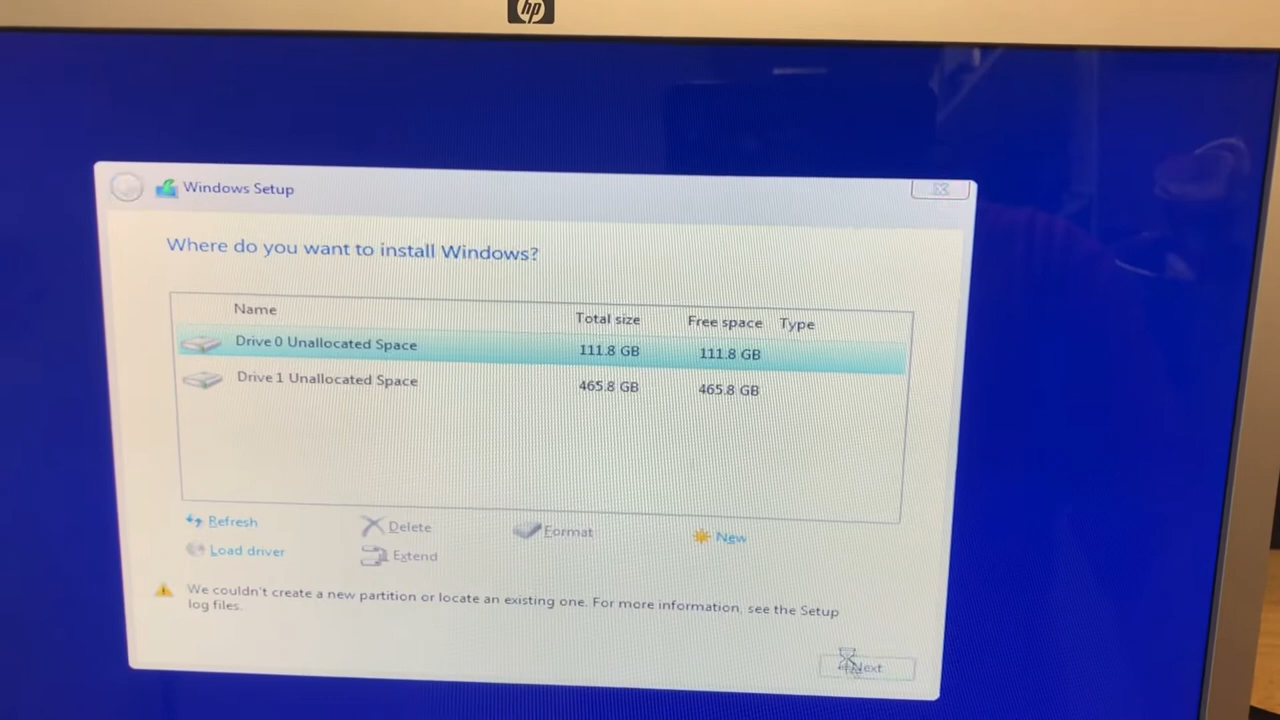 hp
Windows Setup
Where do you want to install Windows?
Name Total size Free space Type
Drive 0 Unallocated Space 111.8 GB 111.8 GB
Drive 1 Unallocated Space 465.8 GB 465.8 GB
Refresh Delete Format New
Load driver Extend
We couldn't create a new partition or locate an existing one. For more information, see the Setup
log files.
Next